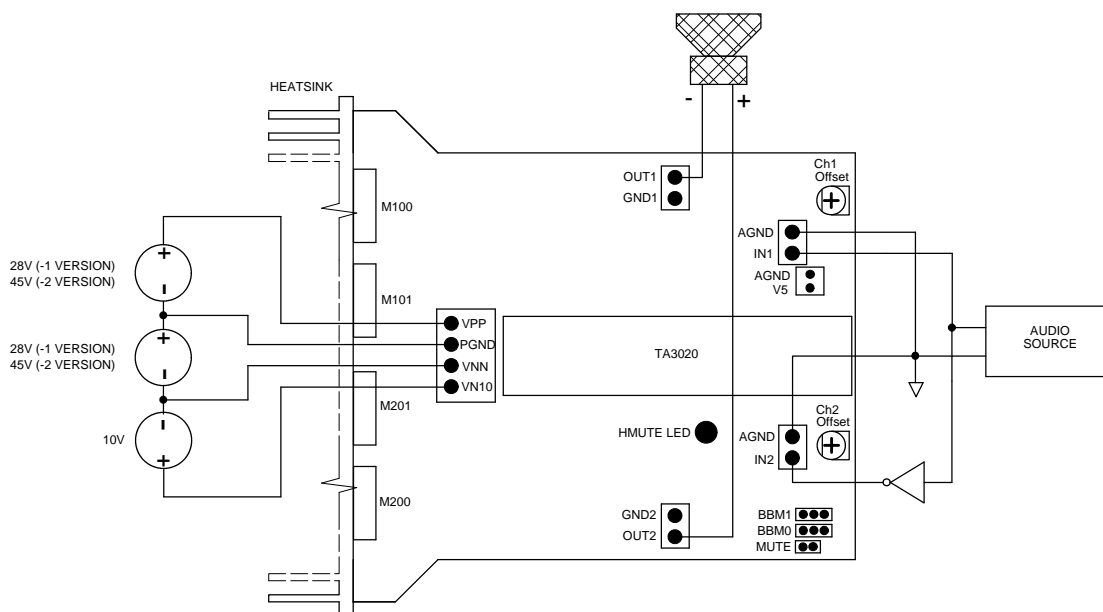 HEATSINK
-
+
OUT1
GND1
Ch1
Offset
M100
AGND
IN1
+
28V (-1 VERSION)
45V (-2 VERSION)
-
AGND
V5
M101
VPP
PGND
VNN
VN10
TA3020
AUDIO
SOURCE
+
28V (-1 VERSION)
45V (-2 VERSION)
-
M201
HMUTE LED
Ch2
Offset
AGND
IN2
-
10V
+
M200
GND2
OUT2
BBM1
BBM0
MUTE